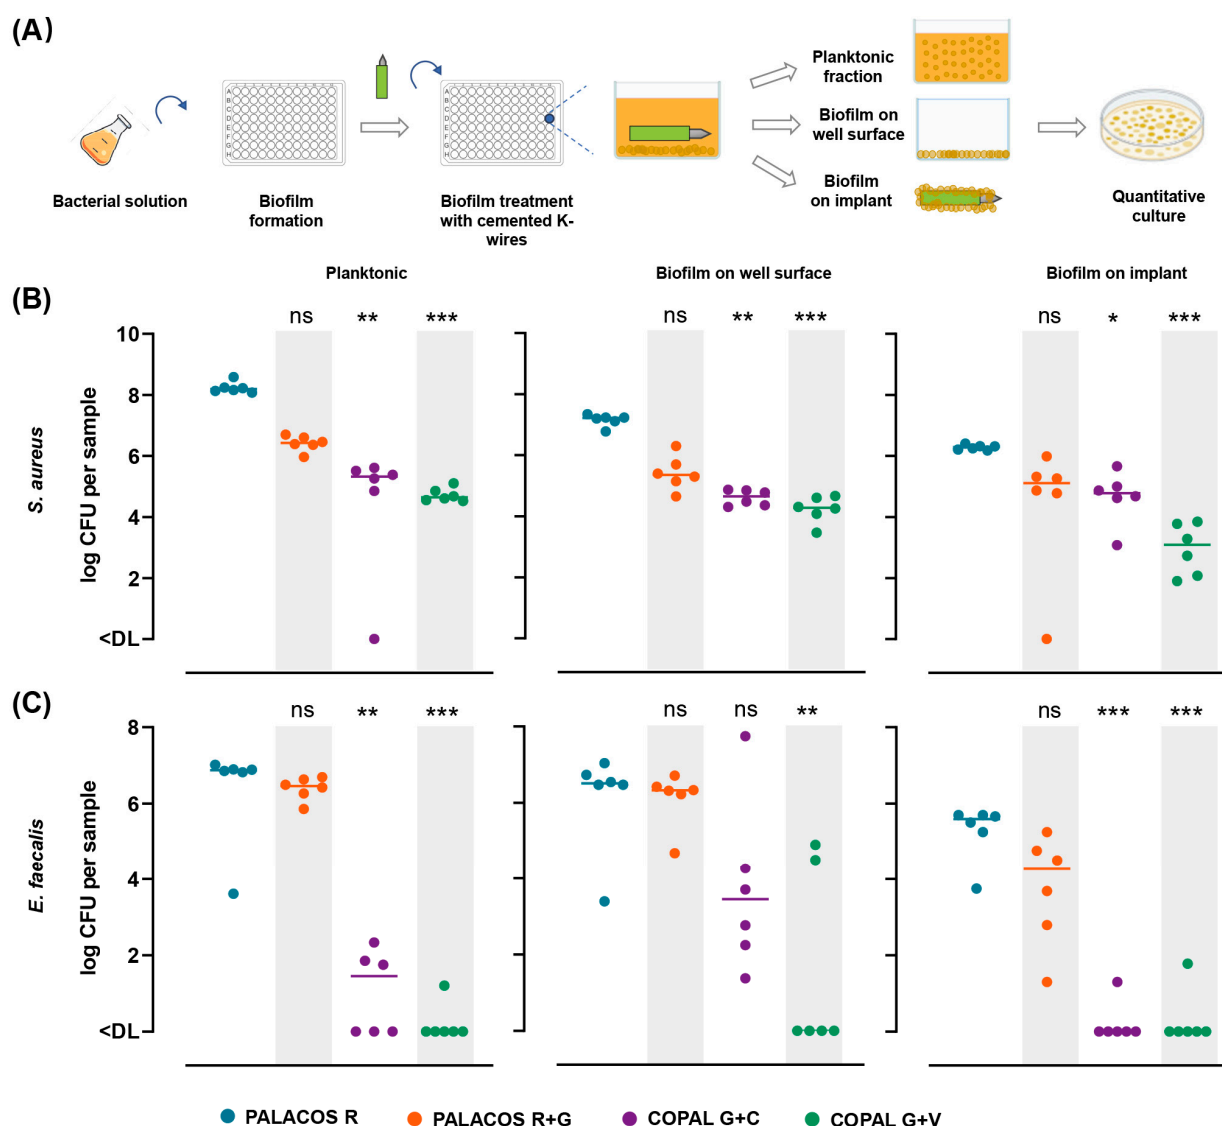 (A)
Planktonic
fraction
Biofilm on
well surface
Biofilm
on implant
A
B
C
D
E
F
G
H
A
B
C
D
E
F
G
H
Bacterial solution
Biofilm
formation
Biofilm treatment
with cemented K-
wires
Quantitative
culture
Planktonic
Biofilm on well surface
Biofilm on implant
(B)
ns ** ***
ns ** ***
ns * ***
S. aureus
log CFU per sample
10
8
6
4
2
<DL
(C)
ns ** ***
ns ns **
ns *** ***
E. faecalis
log CFU per sample
8
6
4
2
<DL
PALACOS R PALACOS R+G COPAL G+C COPAL G+V